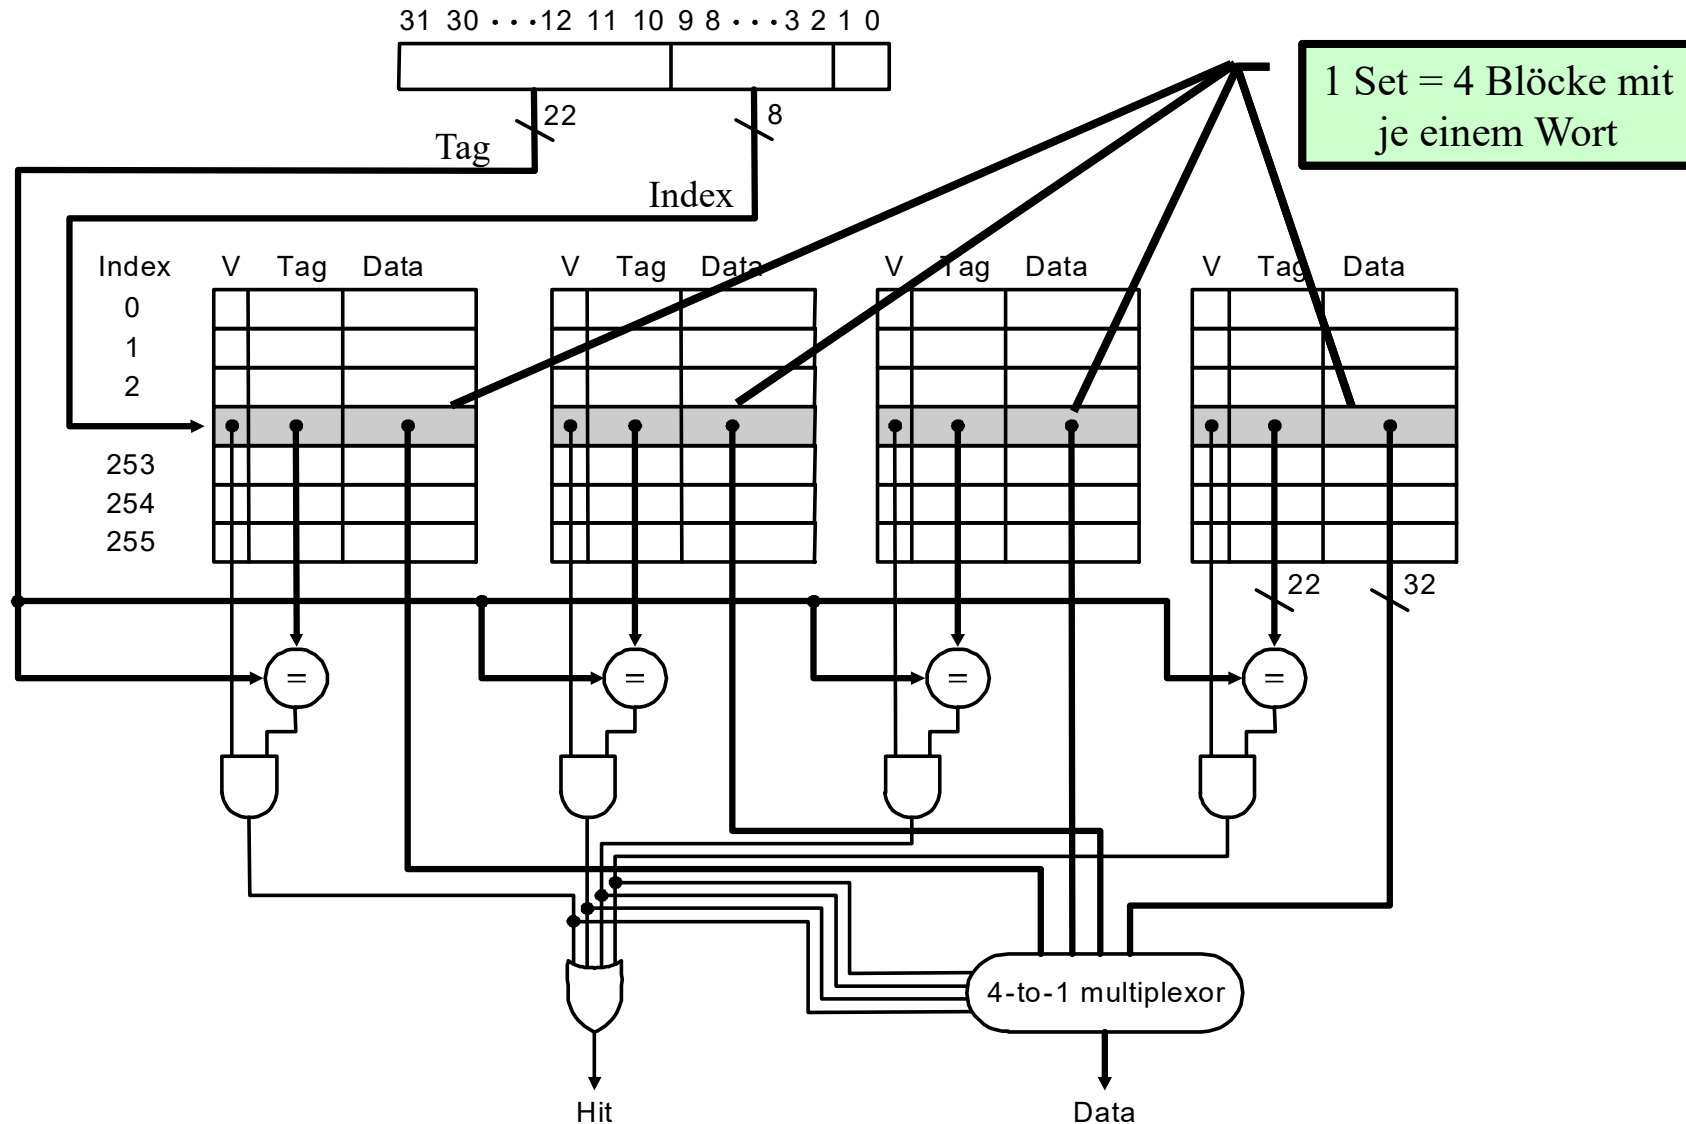 31 30 ···12 11 10 9 8 ···3 2 1 0
1 Set = 4 Blöcke mit
je einem Wort
22
8
Tag
Index
Index V Tag Data V Tag Data V Tag Data V Tag Data
0
1
2
253
254
255
22 32
= = = =
4-to-1 multiplexor
Hit Data